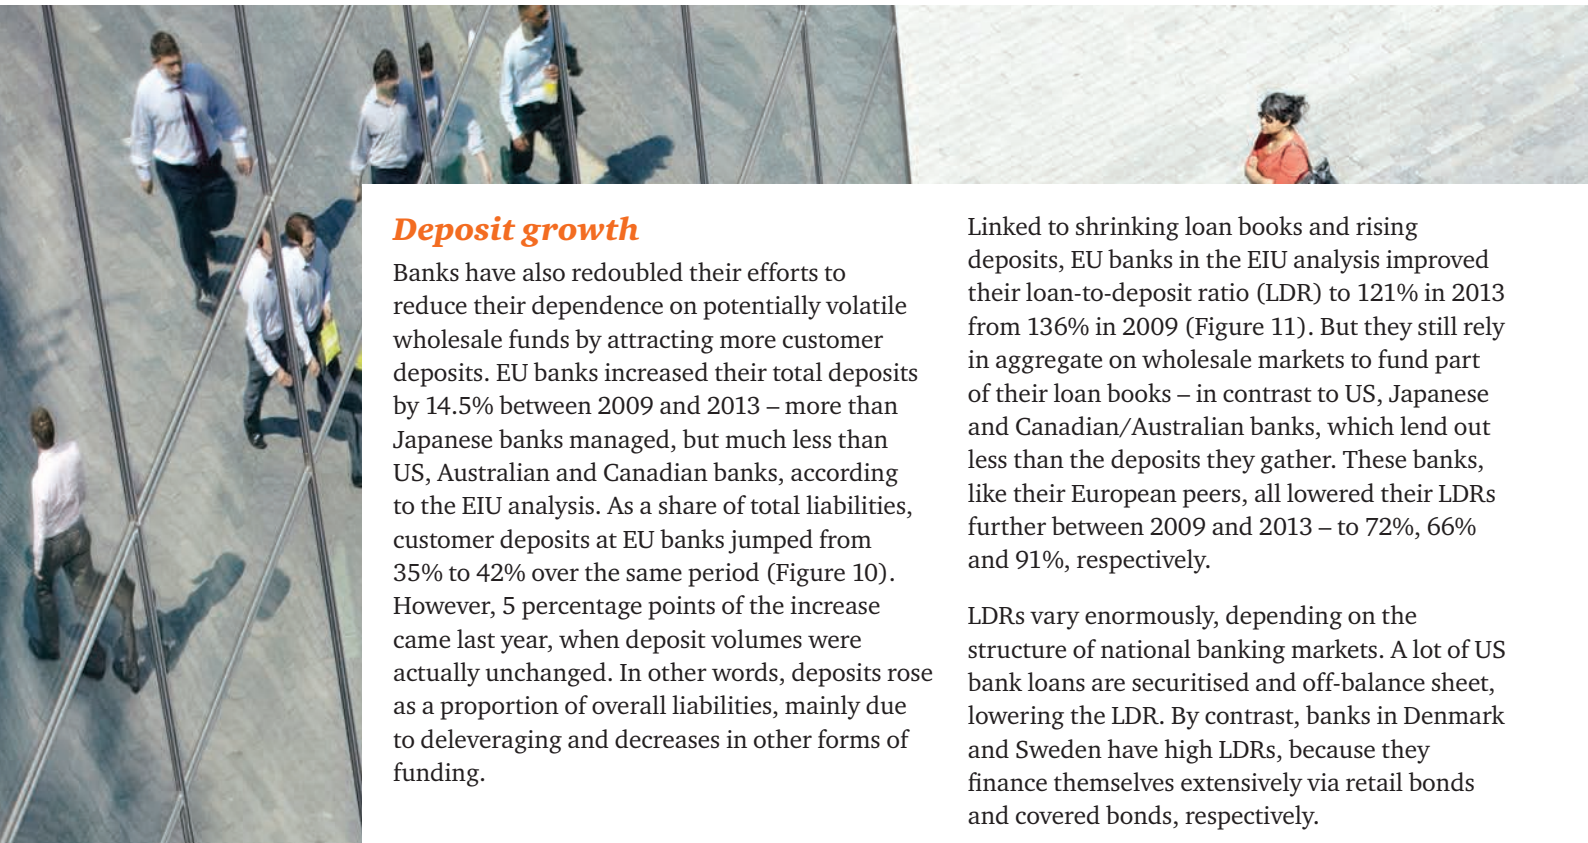 Deposit growth
Banks have also redoubled their efforts to
reduce their dependence on potentially volatile
wholesale funds by attracting more customer
deposits. EU banks increased their total deposits
by 14.5% between 2009 and 2013 – more than
Japanese banks managed, but much less than
US, Australian and Canadian banks, according
to the EIU analysis. As a share of total liabilities,
customer deposits at EU banks jumped from
35% to 42% over the same period (Figure 10).
However, 5 percentage points of the increase
came last year, when deposit volumes were
actually unchanged. In other words, deposits rose
as a proportion of overall liabilities, mainly due
to deleveraging and decreases in other forms of
funding.
Linked to shrinking loan books and rising
deposits, EU banks in the EIU analysis improved
their loan-to-deposit ratio (LDR) to 121% in 2013
from 136% in 2009 (Figure 11). But they still rely
in aggregate on wholesale markets to fund part
of their loan books – in contrast to US, Japanese
and Canadian/Australian banks, which lend out
less than the deposits they gather. These banks,
like their European peers, all lowered their LDRs
further between 2009 and 2013 – to 72%, 66%
and 91%, respectively.
LDRs vary enormously, depending on the
structure of national banking markets. A lot of US
bank loans are securitised and off-balance sheet,
lowering the LDR. By contrast, banks in Denmark
and Sweden have high LDRs, because they
finance themselves extensively via retail bonds
and covered bonds, respectively.